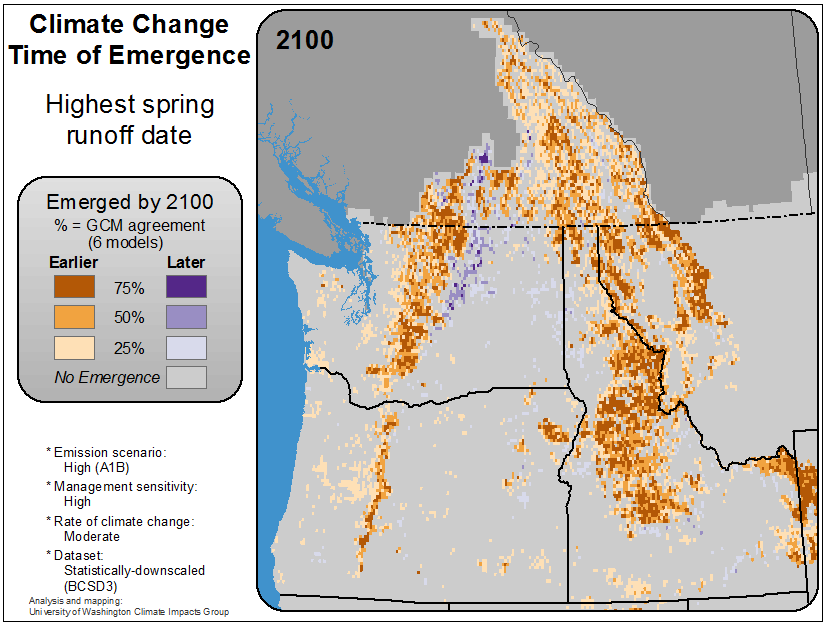 Climate Change
Time of Emergence
Highest spring
runoff date
Emerged by 2100
% = GCM agreement
(6 models)
Earlier Later
75%
50%
25%
No Emergence
* Emission scenario:
High (A1B)
* Management sensitivity:
High
* Rate of climate change:
Moderate
* Dataset:
Statistically-downscaled
(BCSD3)
Analysis and mapping:
University of Washington Climate Impacts Group
2100